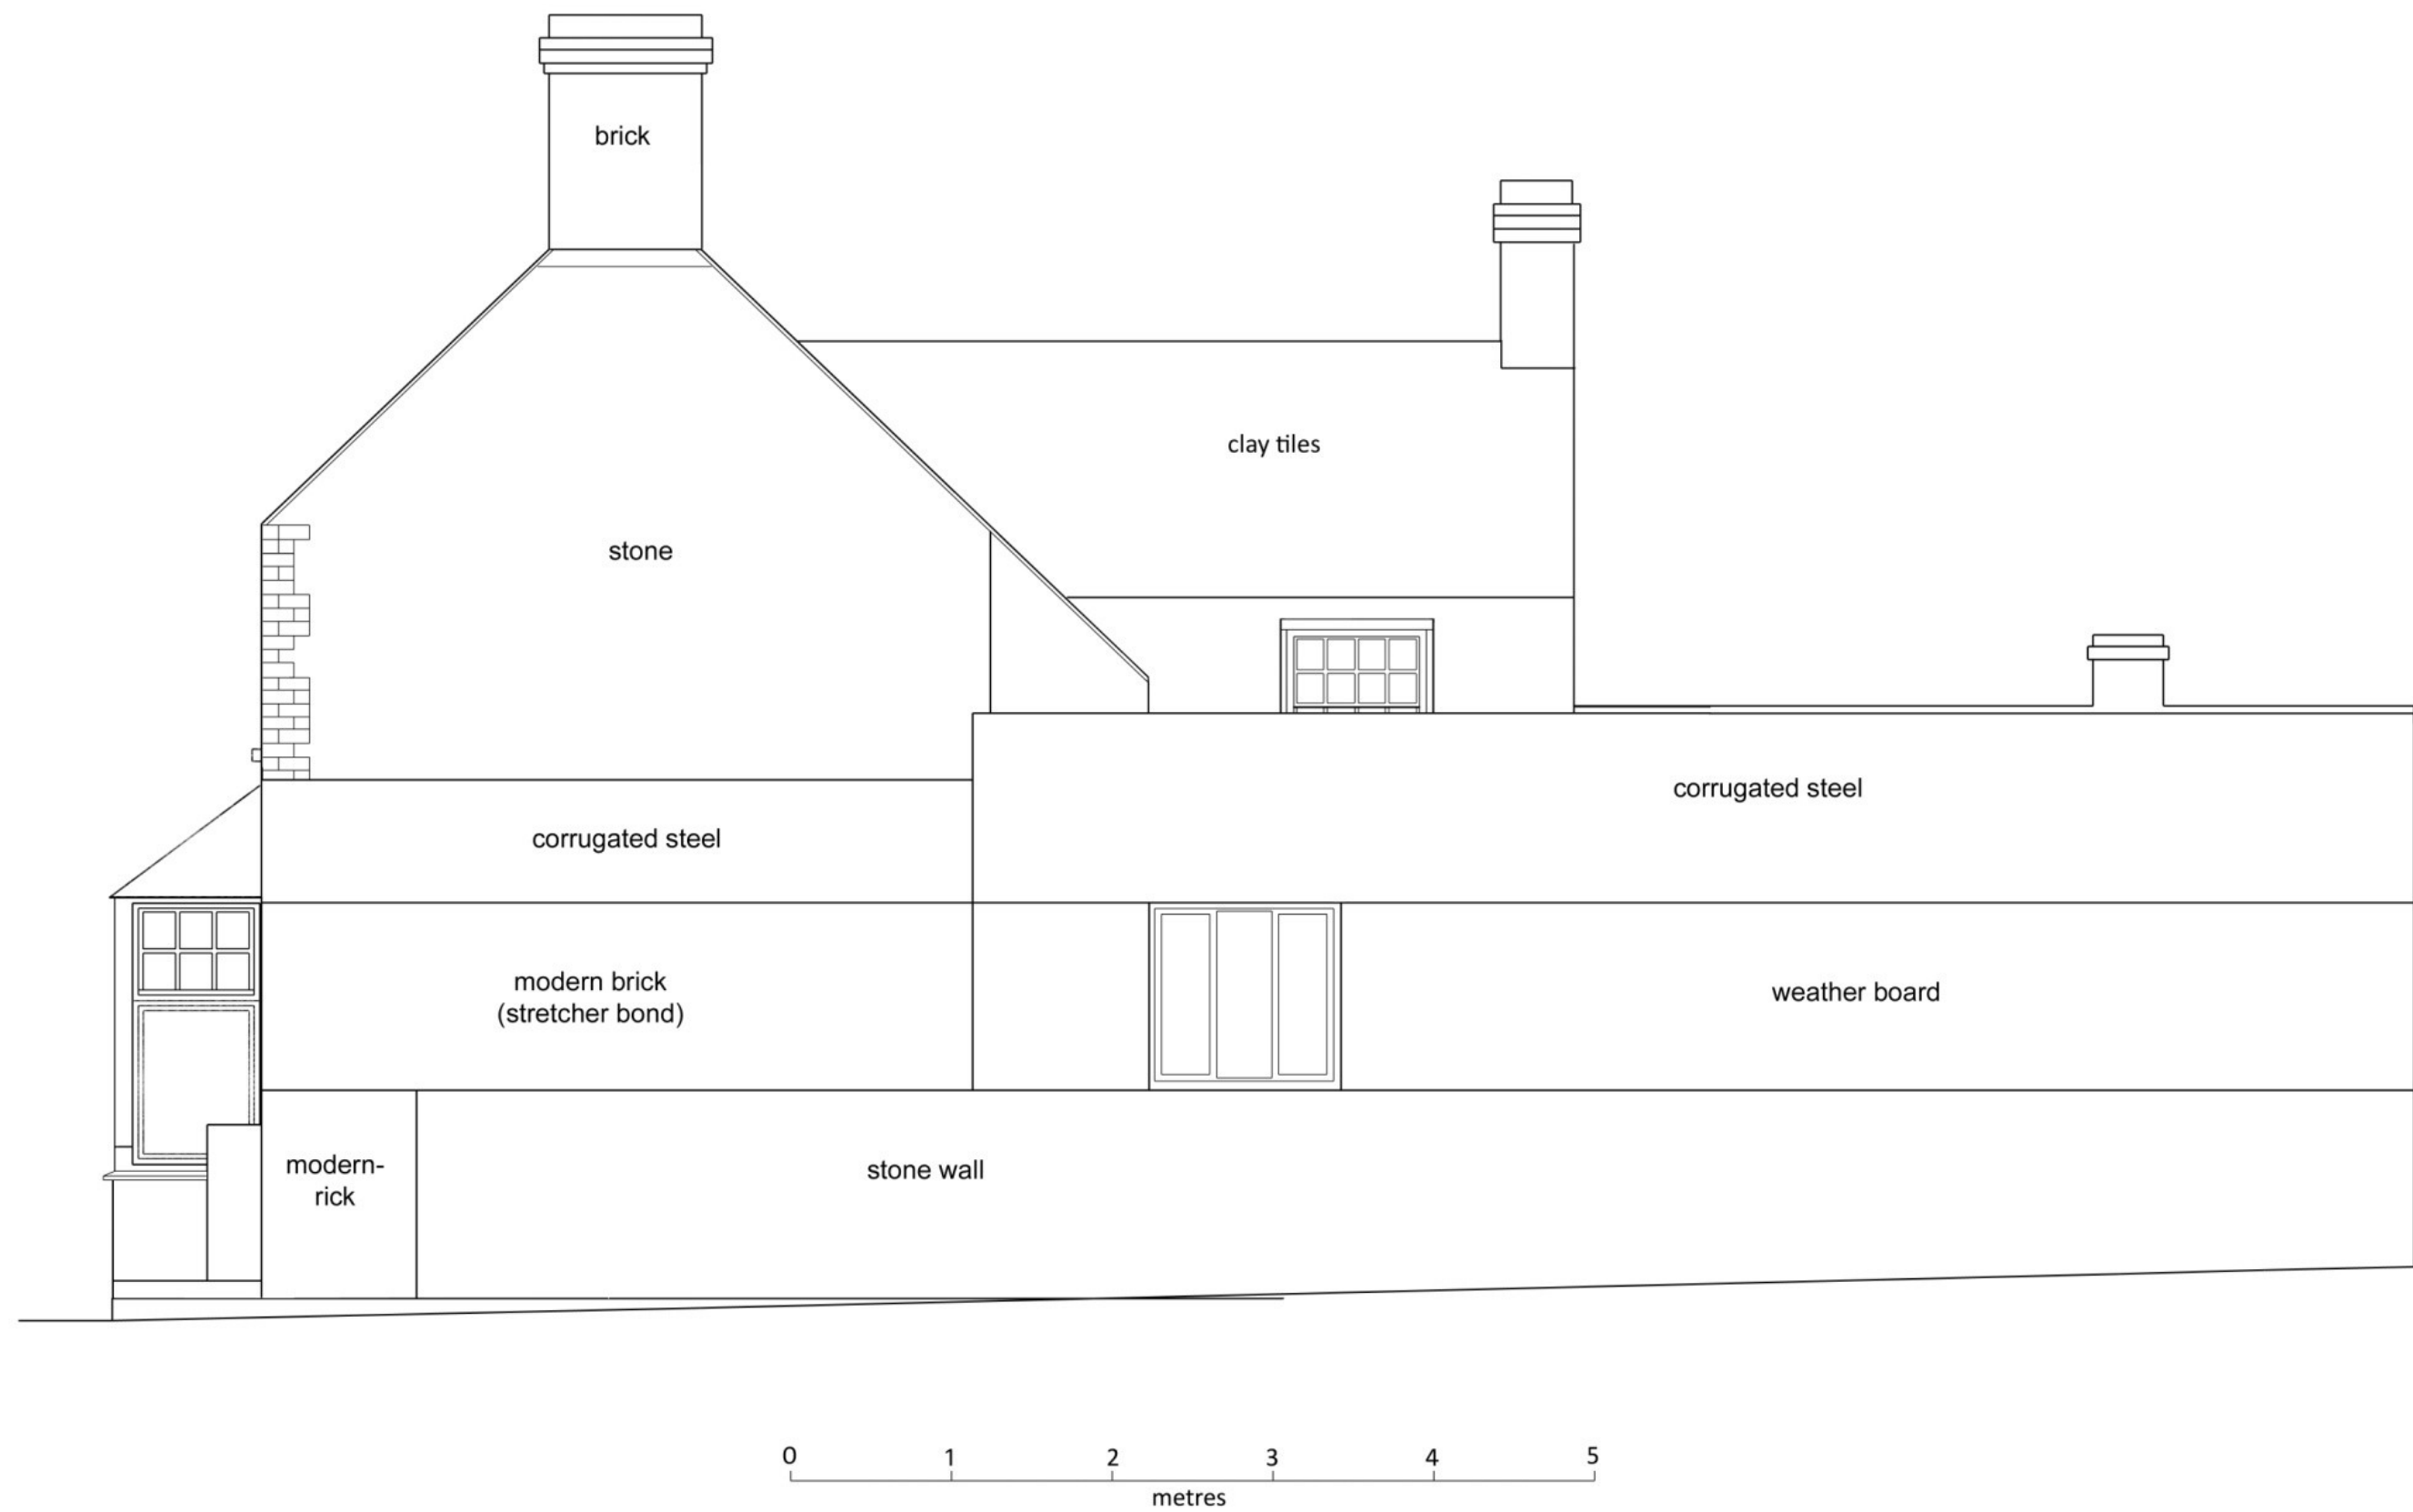 brick
clay tiles
stone
corrugated steel
corrugated steel
modern brick
(stretcher bond)
weather board
modern-
rick
stone wall
0 1 2 3 4 5
metres